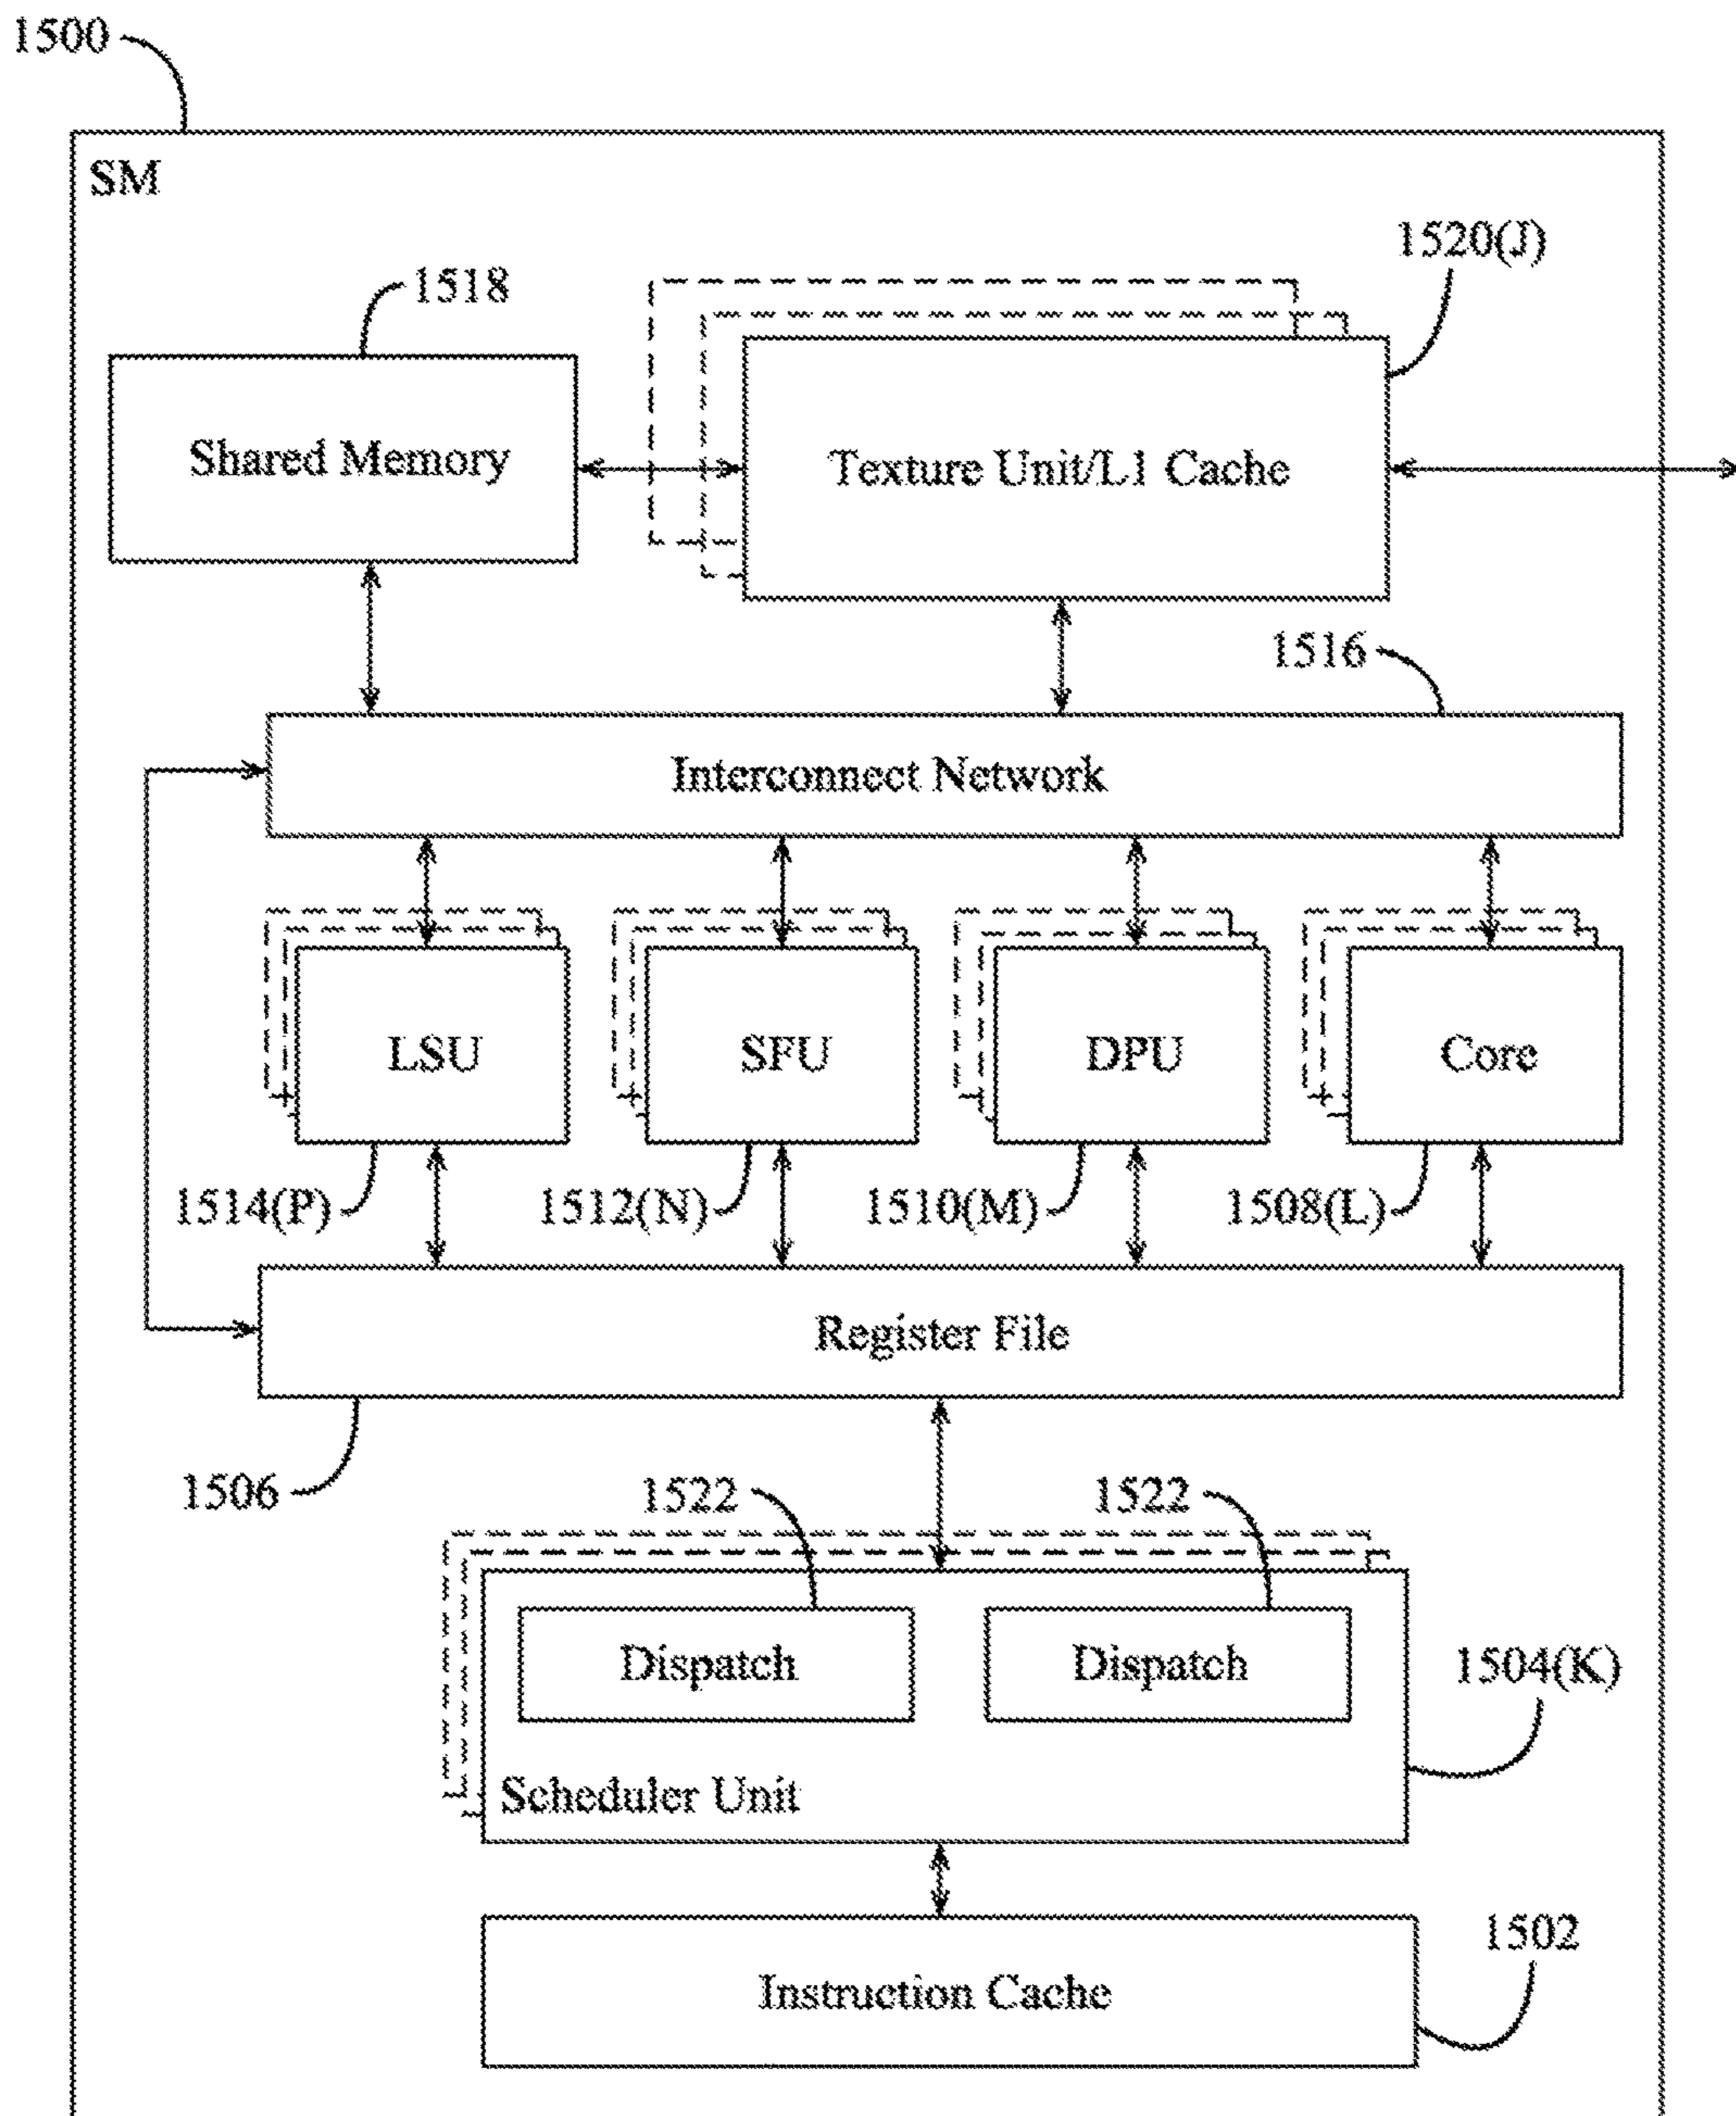 1500
SM
1520(J)
1518
Shared Memory
Texture Unit/L1 Cache
1516
Interconnect Network
LSU
SFU
DPU
Core
1514(P)
1512(N)
1510(M)
1508(L)
Register File
1506
1522
1522
Dispatch
Dispatch
1504(K)
Scheduler Unit
1502
Instruction Cache